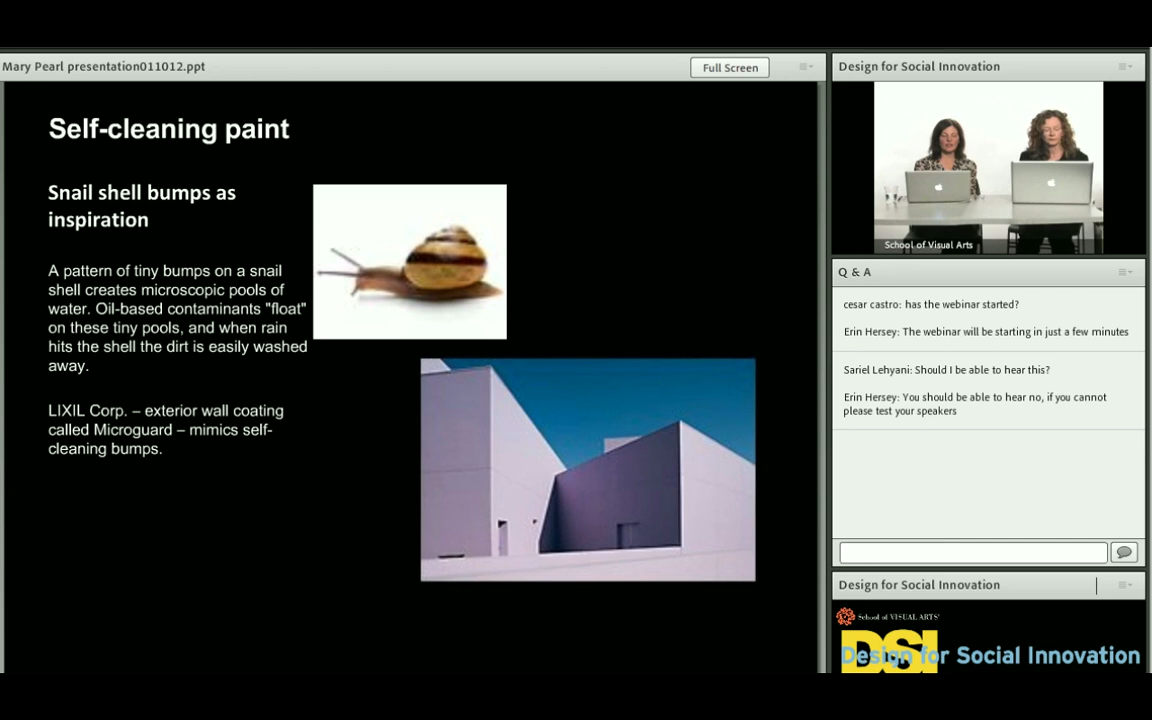 Mary Pearl presentation011012.ppt
Full Screen
Self-cleaning paint
Snail shell bumps as
inspiration
A pattern of tiny bumps on a snail
shell creates microscopic pools of
water. Oil-based contaminants "float"
on these tiny pools, and when rain
hits the shell the dirt is easily washed
away.
LIXIL Corp. – exterior wall coating
called Microguard – mimics self-
cleaning bumps.
Design for Social Innovation
School of Visual Arts
Q & A
cesar castro: has the webinar started?
Erin Hersey: The webinar will be starting in just a few minutes
Sariel Lehyani: Should I be able to hear this?
Erin Hersey: You should be able to hear no, if you cannot
please test your speakers
Design for Social Innovation
School of VISUAL ARTS®
DSI
Design for Social Innovation